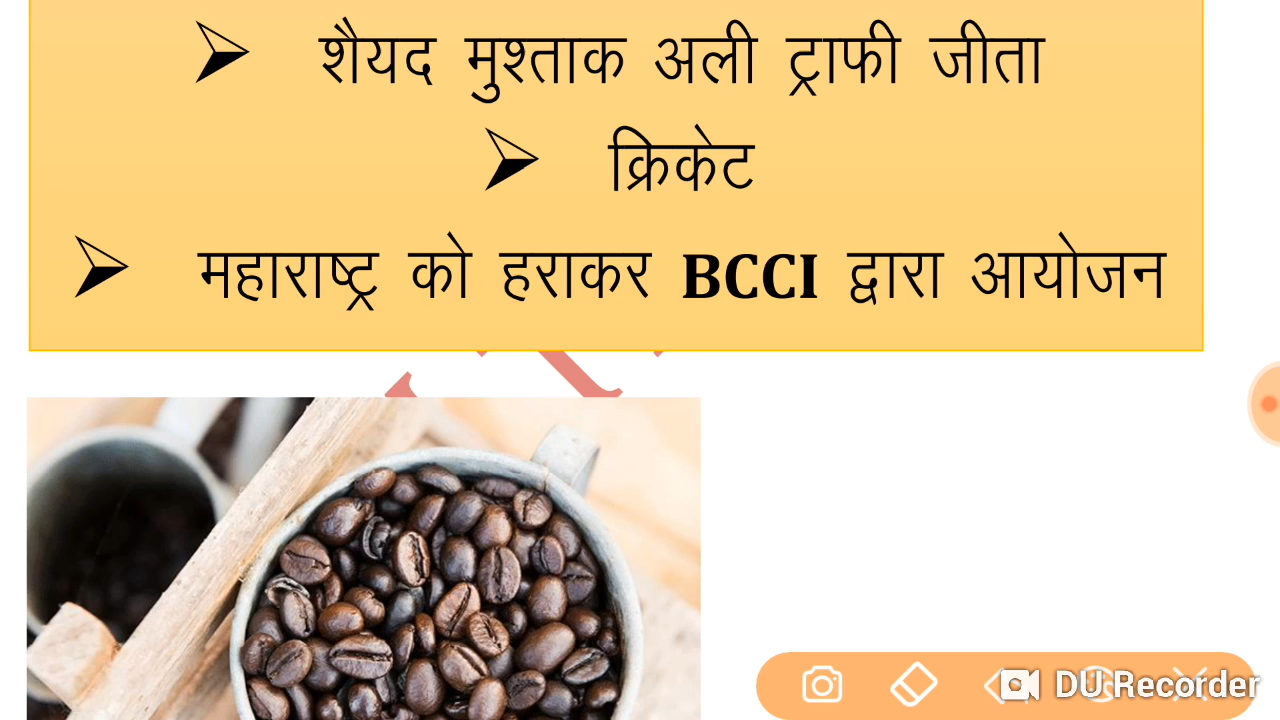 ➢ शैयद मुश्ताक अली ट्राफी जीता
➢ क्रिकेट
➢ महाराष्ट्र को हराकर BCCI द्वारा आयोजन
DU Recorder